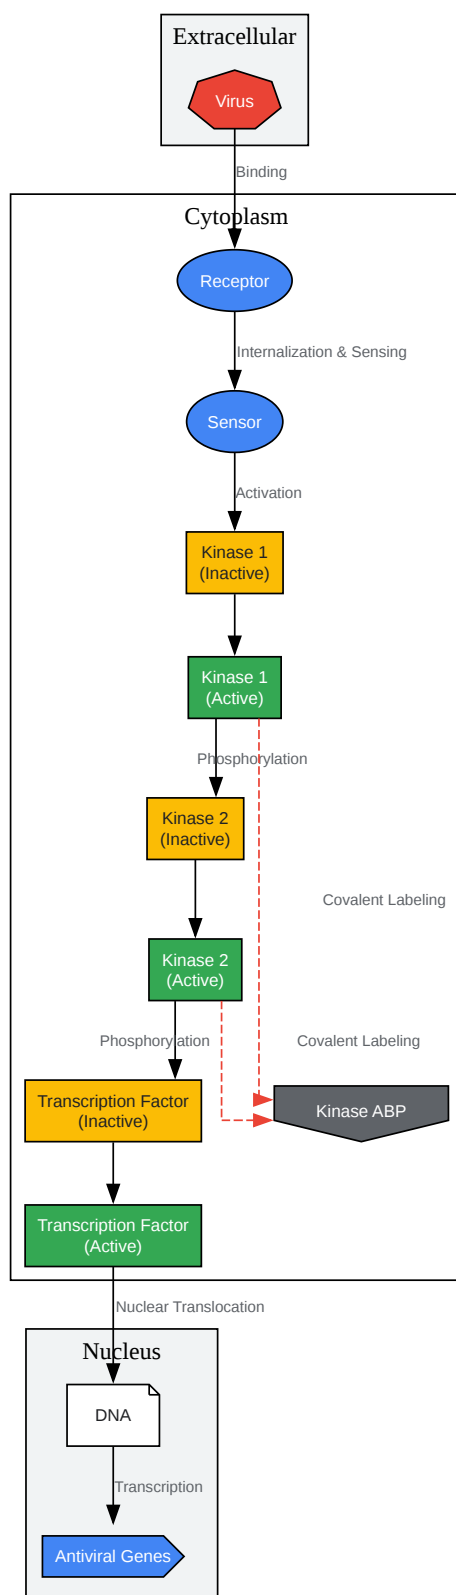 Extracellular
Virus
Binding
Cytoplasm
Receptor
Internalization & Sensing
Sensor
Activation
Kinase 1
(Inactive)
Kinase 1
(Active)
Phosphorylation
Kinase 2
(Inactive)
Covalent Labeling
Kinase 2
(Active)
Phosphorylation
Covalent Labeling
Transcription Factor
(Inactive)
Kinase ABP
Transcription Factor
(Active)
Nuclear Translocation
Nucleus
DNA
Transcription
Antiviral Genes